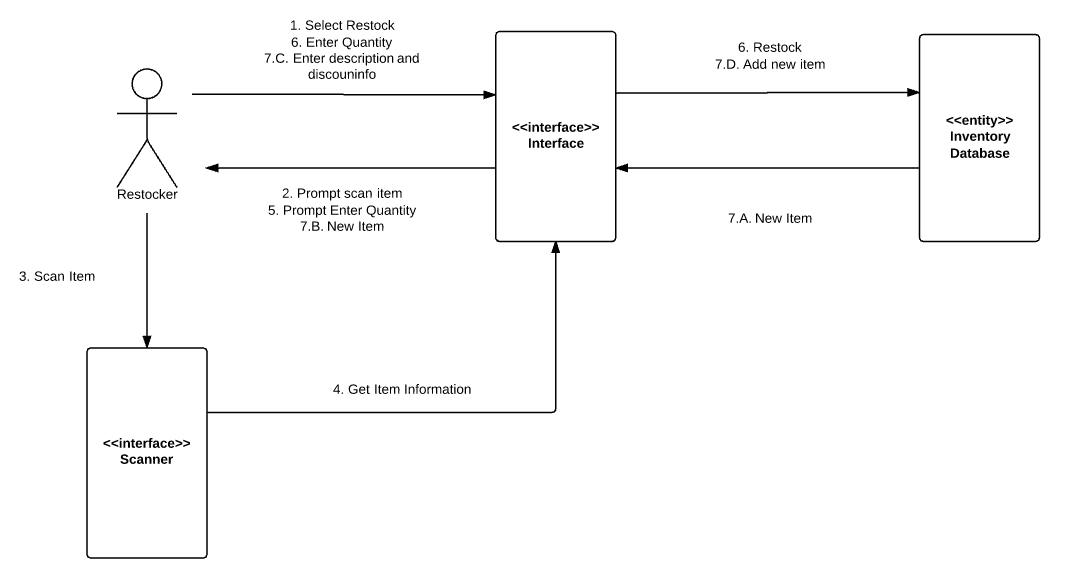 1. Select Restock
6. Enter Quantity
7.C. Enter description and
discouninfo
6. Restock
7.D. Add new item
<<interface>>
Interface
<<entity>>
Inventory
Database
Restocker
2. Prompt scan item
5. Prompt Enter Quantity
7.B. New Item
7.A. New Item
3. Scan Item
4. Get Item Information
<<interface>>
Scanner